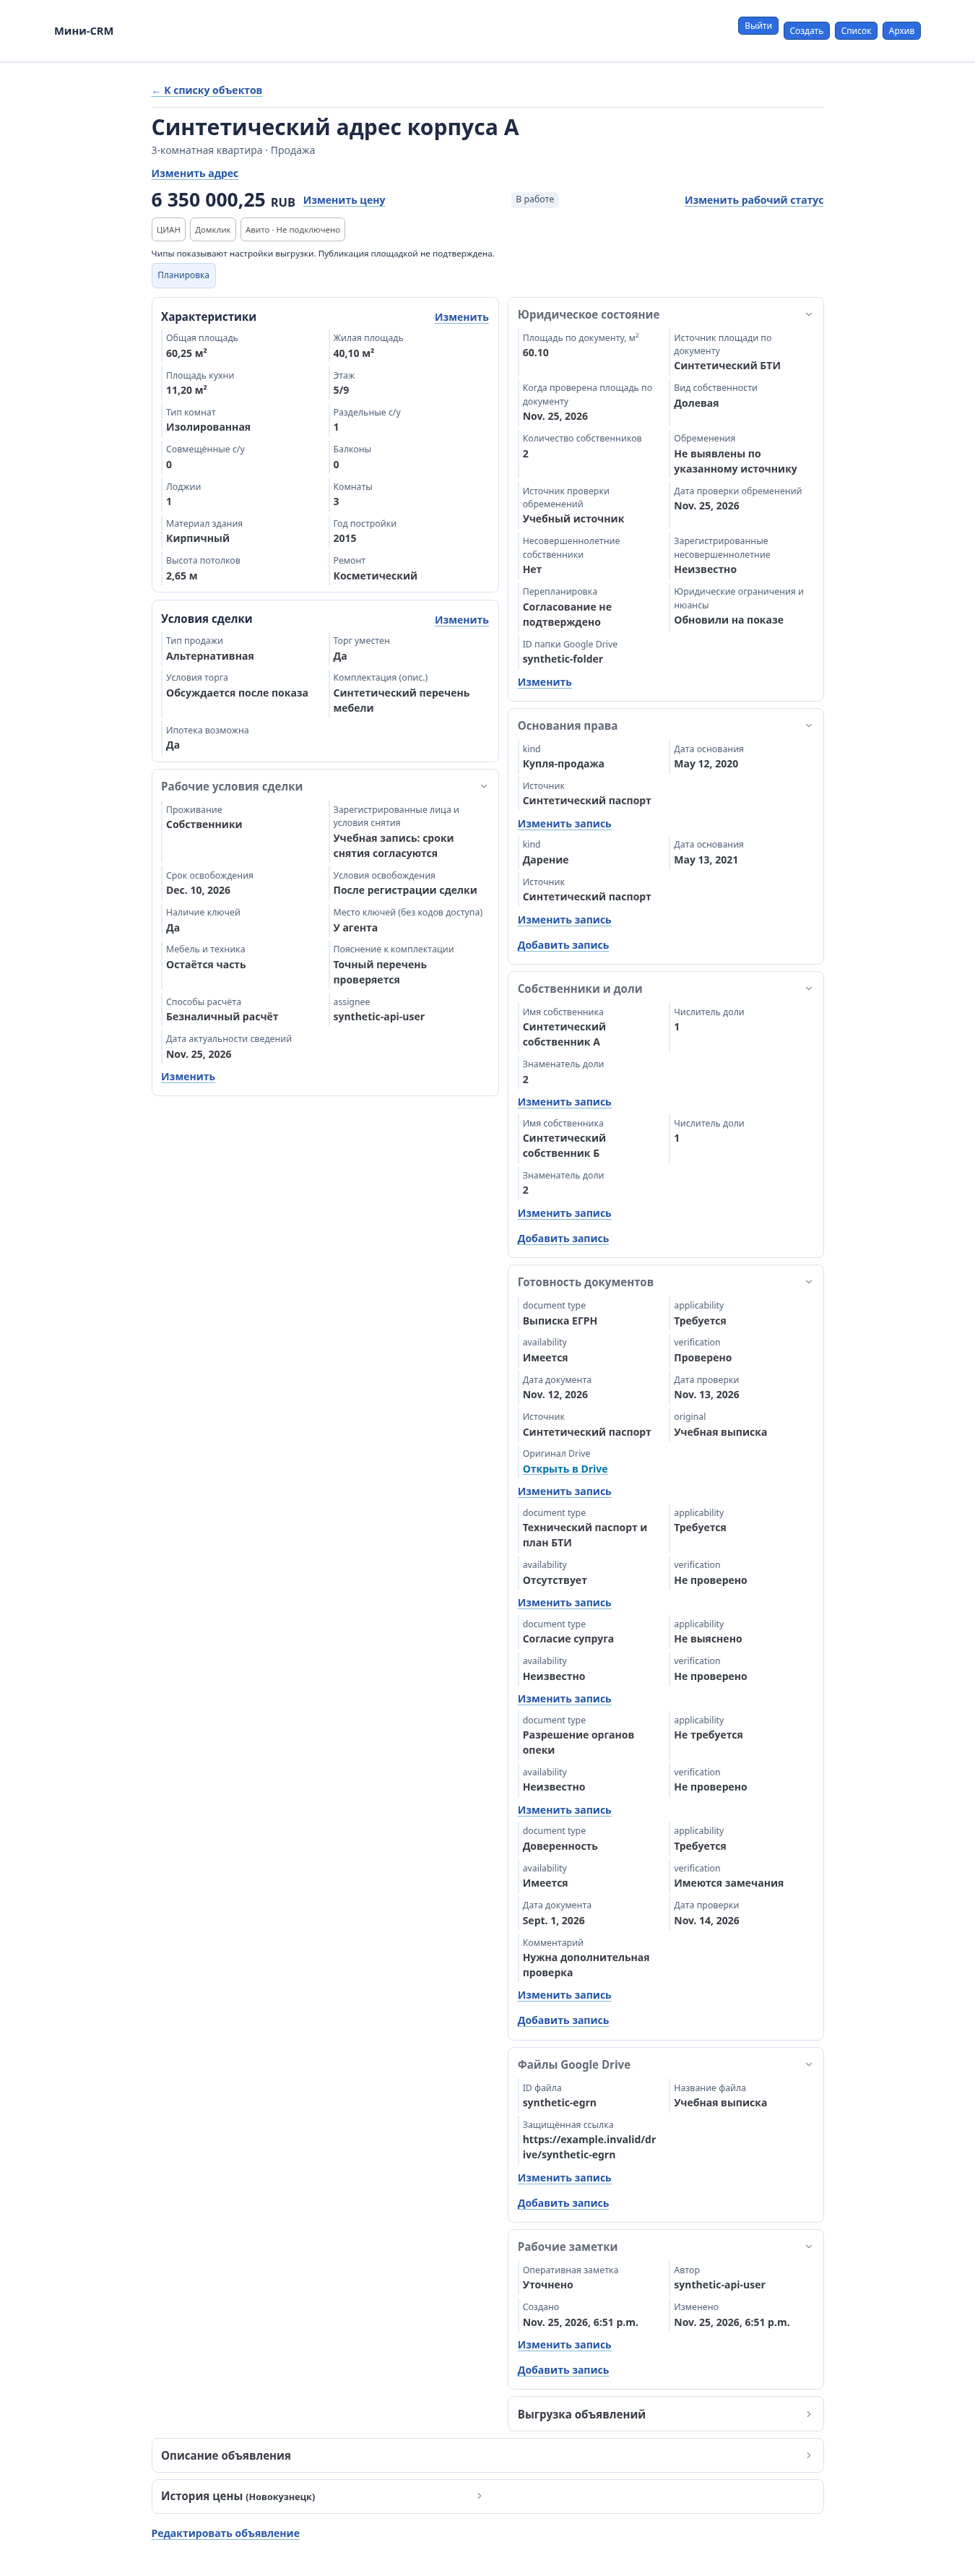 Мини-CRM
Выйти
Создать
Список
Архив
← К списку объектов
Синтетический адрес корпуса А
3-комнатная квартира · Продажа
Изменить адрес
6 350 000,25 RUB Изменить цену
В работе
Изменить рабочий статус
ЦИАН
Домклик
Авито · Не подключено
Чипы показывают настройки выгрузки. Публикация площадкой не подтверждена.
Планировка
Характеристики
Изменить
Общая площадь
60,25 м²
Жилая площадь
40,10 м²
Площадь кухни
11,20 м²
Этаж
5/9
Тип комнат
Изолированная
Раздельные с/у
1
Совмещённые с/у
0
Балконы
0
Лоджии
1
Комнаты
3
Материал здания
Кирпичный
Год постройки
2015
Высота потолков
2,65 м
Ремонт
Косметический
Условия сделки
Изменить
Тип продажи
Альтернативная
Торг уместен
Да
Условия торга
Обсуждается после показа
Комплектация (опис.)
Синтетический перечень
мебели
Ипотека возможна
Да
Рабочие условия сделки
Проживание
Собственники
Зарегистрированные лица и
условия снятия
Учебная запись: сроки
снятия согласуются
Срок освобождения
Dec. 10, 2026
Условия освобождения
После регистрации сделки
Наличие ключей
Да
Место ключей (без кодов доступа)
У агента
Мебель и техника
Остаётся часть
Пояснение к комплектации
Точный перечень
проверяется
Способы расчёта
Безналичный расчёт
assignee
synthetic-api-user
Дата актуальности сведений
Nov. 25, 2026
Изменить
Юридическое состояние
Площадь по документу, м²
60.10
Источник площади по
документу
Синтетический БТИ
Когда проверена площадь по
документу
Nov. 25, 2026
Вид собственности
Долевая
Количество собственников
2
Обременения
Не выявлены по
указанному источнику
Источник проверки
обременений
Учебный источник
Дата проверки обременений
Nov. 25, 2026
Несовершеннолетние
собственники
Нет
Зарегистрированные
несовершеннолетние
Неизвестно
Перепланировка
Согласование не
подтверждено
Юридические ограничения и
нюансы
Обновили на показе
ID папки Google Drive
synthetic-folder
Изменить
Основания права
kind
Купля-продажа
Дата основания
May 12, 2020
Источник
Синтетический паспорт
Изменить запись
kind
Дарение
Дата основания
May 13, 2021
Источник
Синтетический паспорт
Изменить запись
Добавить запись
Собственники и доли
Имя собственника
Синтетический
собственник А
Числитель доли
1
Знаменатель доли
2
Изменить запись
Имя собственника
Синтетический
собственник Б
Числитель доли
1
Знаменатель доли
2
Изменить запись
Добавить запись
Готовность документов
document type
Выписка ЕГРН
applicability
Требуется
availability
Имеется
verification
Проверено
Дата документа
Nov. 12, 2026
Дата проверки
Nov. 13, 2026
Источник
Синтетический паспорт
original
Учебная выписка
Оригинал Drive
Открыть в Drive
Изменить запись
document type
Технический паспорт и
план БТИ
applicability
Требуется
availability
Отсутствует
verification
Не проверено
Изменить запись
document type
Согласие супруга
applicability
Не выяснено
availability
Неизвестно
verification
Не проверено
Изменить запись
document type
Разрешение органов
опеки
applicability
Не требуется
availability
Неизвестно
verification
Не проверено
Изменить запись
document type
Доверенность
applicability
Требуется
availability
Имеется
verification
Имеются замечания
Дата документа
Sept. 1, 2026
Дата проверки
Nov. 14, 2026
Комментарий
Нужна дополнительная
проверка
Изменить запись
Добавить запись
Файлы Google Drive
ID файла
synthetic-egrn
Название файла
Учебная выписка
Защищённая ссылка
https://example.invalid/dr
ive/synthetic-egrn
Изменить запись
Добавить запись
Рабочие заметки
Оперативная заметка
Уточнено
Автор
synthetic-api-user
Создано
Nov. 25, 2026, 6:51 p.m.
Изменено
Nov. 25, 2026, 6:51 p.m.
Изменить запись
Добавить запись
Выгрузка объявлений
Описание объявления
История цены (Новокузнецк)
Редактировать объявление